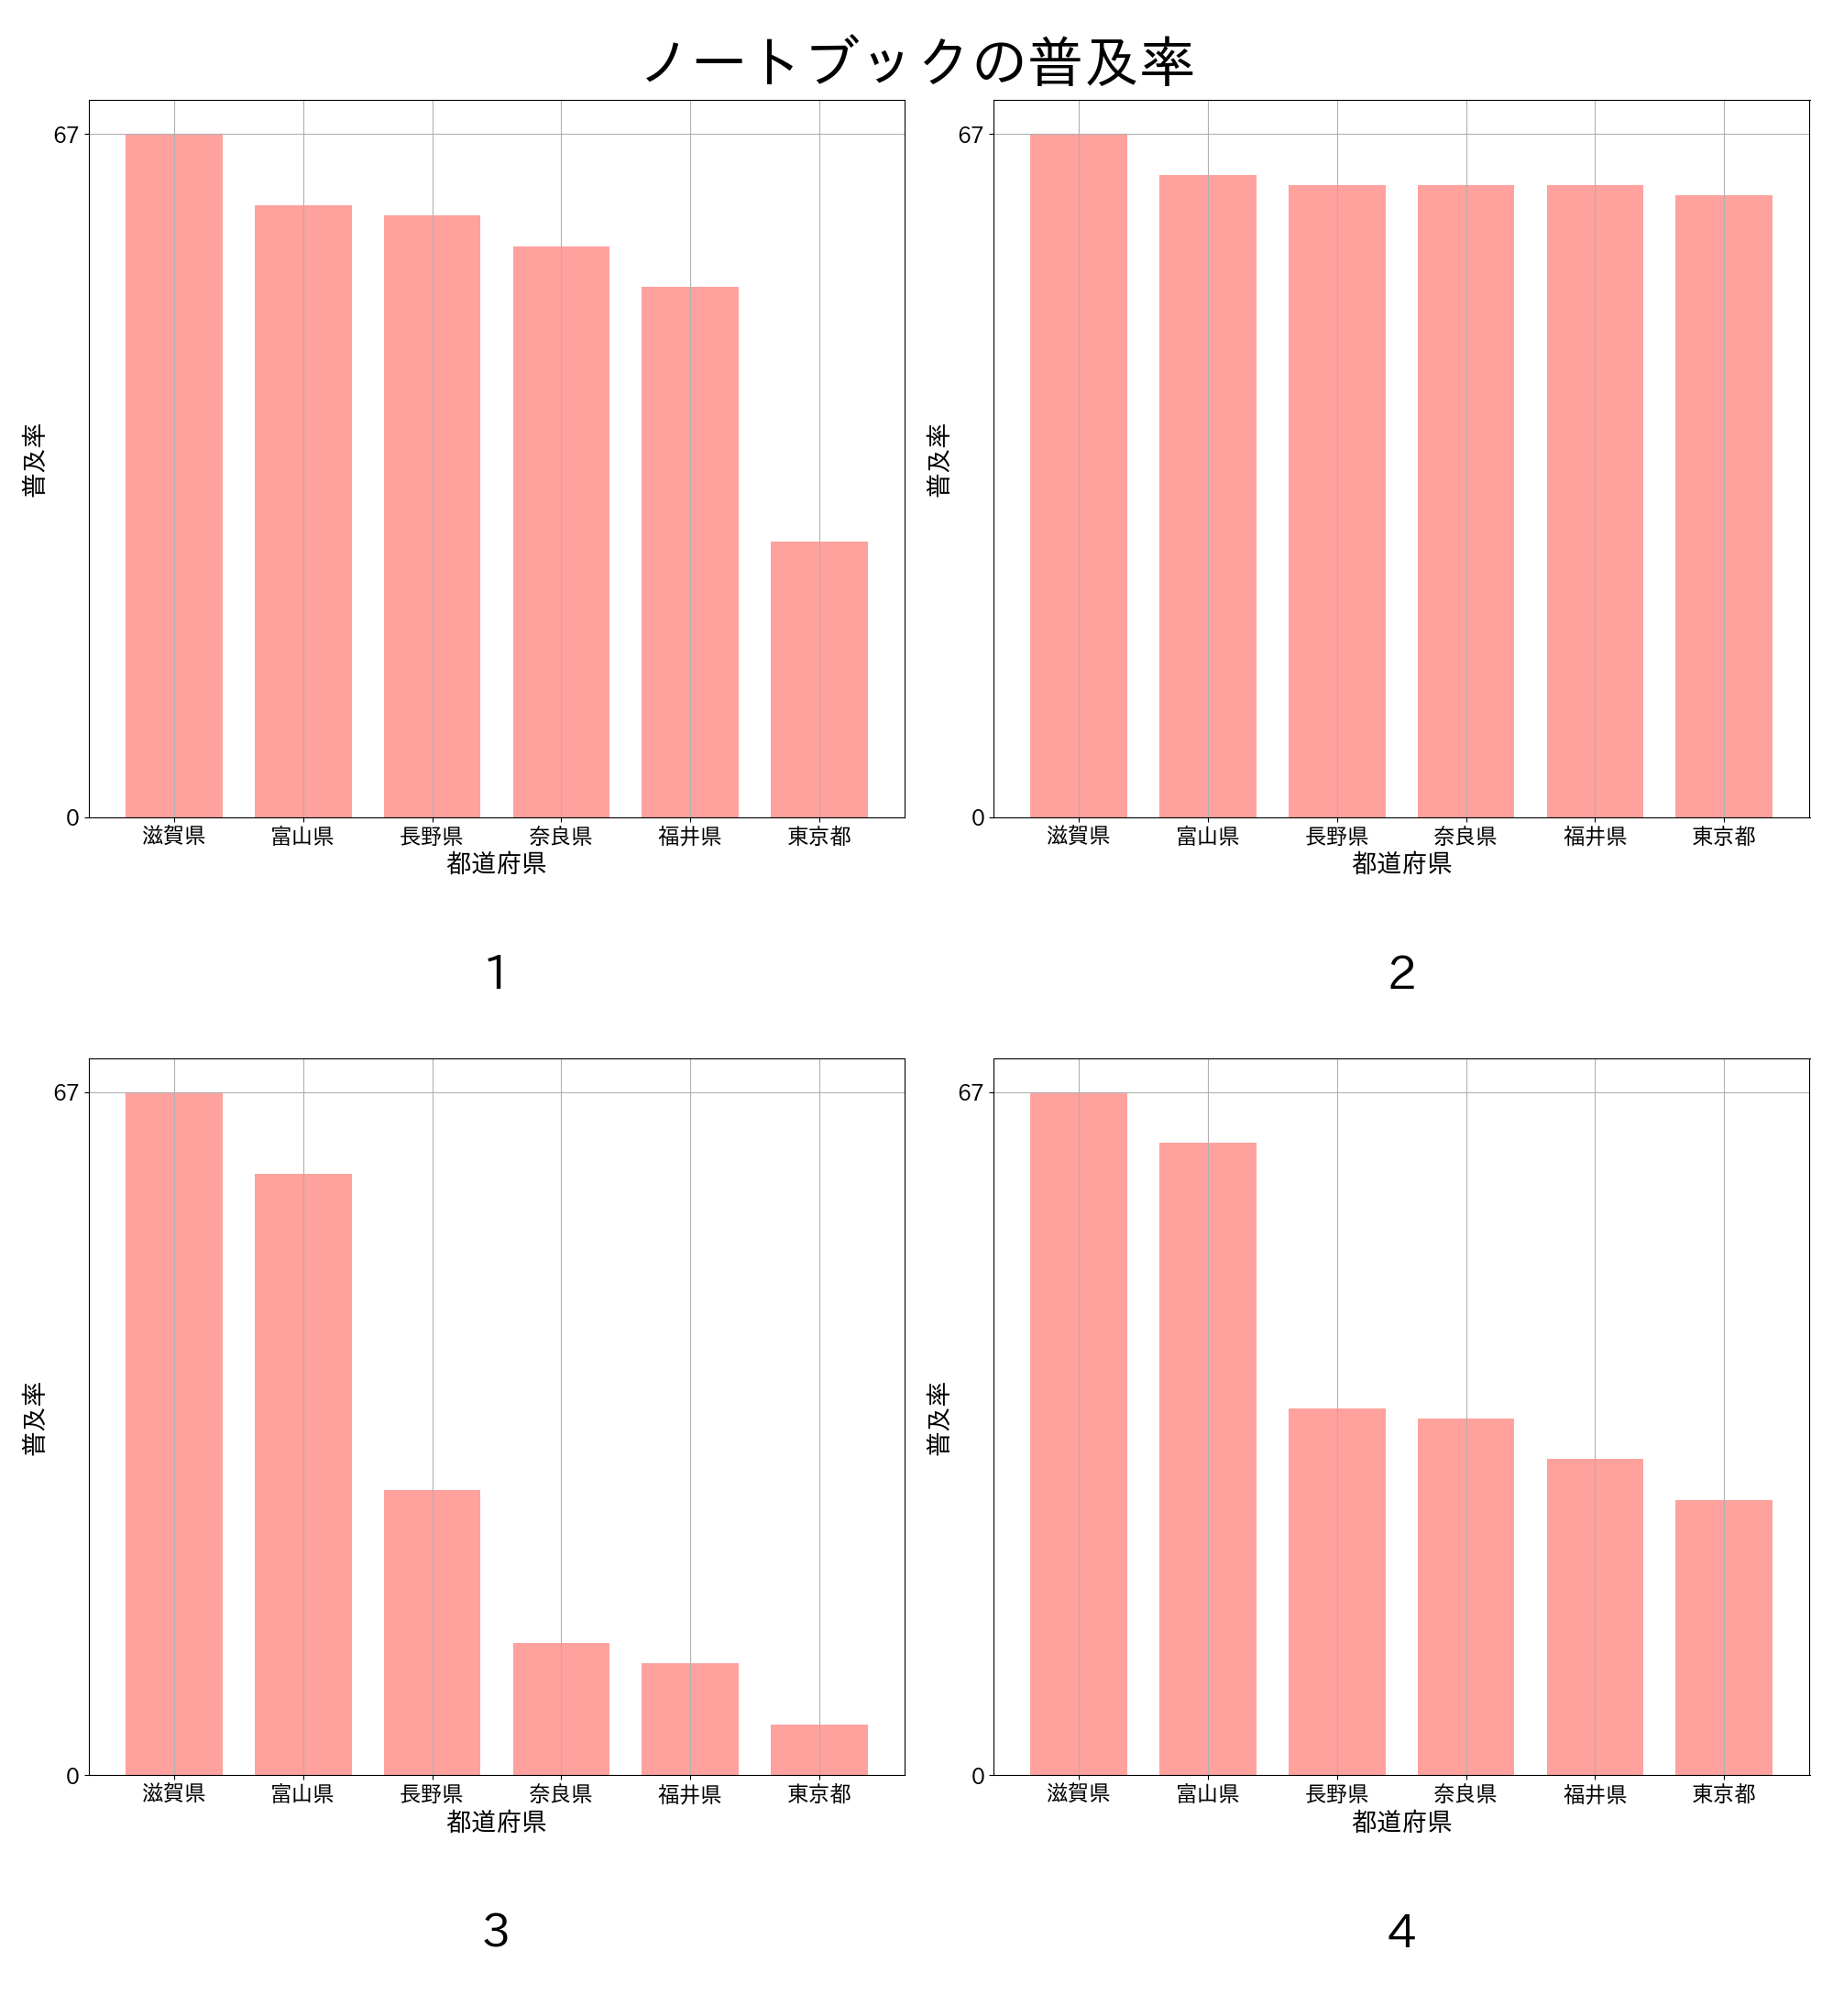 ノートブックの普及率
67
0
普及率
滋賀県 富山県 長野県 奈良県 福井県 東京都
都道府県
1
67
0
普及率
滋賀県 富山県 長野県 奈良県 福井県 東京都
都道府県
2
67
0
普及率
滋賀県 富山県 長野県 奈良県 福井県 東京都
都道府県
3
67
0
普及率
滋賀県 富山県 長野県 奈良県 福井県 東京都
都道府県
4